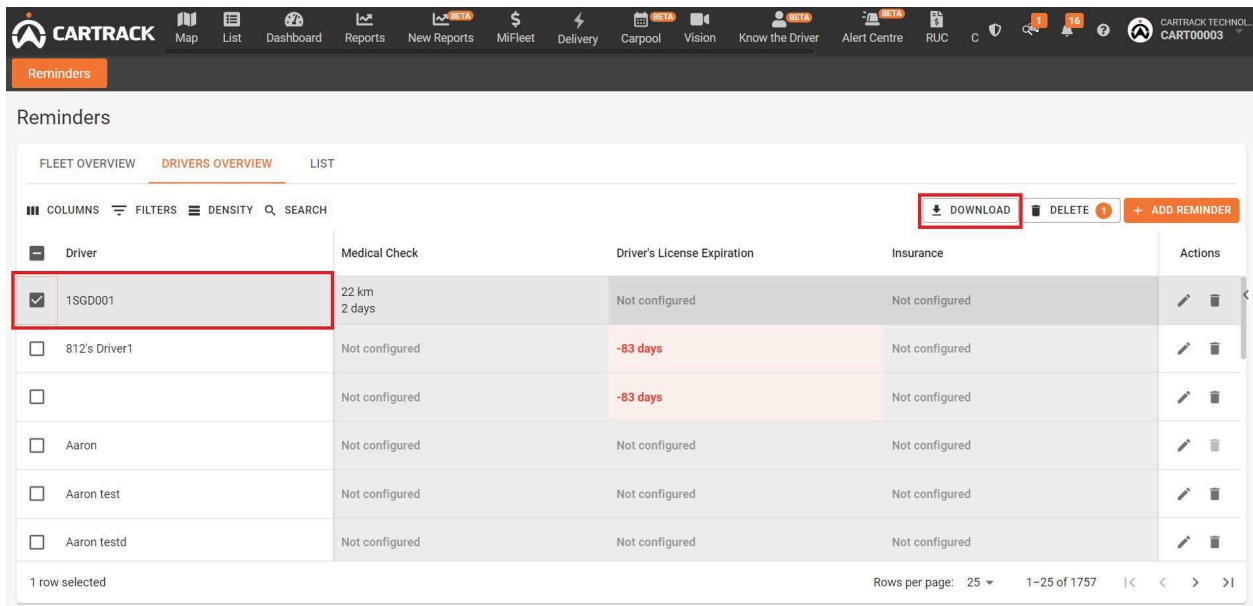 CARTRACK
Map
List
Dashboard
Reports
BETA
New Reports
MiFleet
Delivery
BETA
Carpool
Vision
BETA
Know the Driver
BETA
Alert Centre
RUC
C
1
16
CARTRACK TECHNOL...
CART00003
Reminders
Reminders
FLEET OVERVIEW DRIVERS OVERVIEW LIST
COLUMNS FILTERS DENSITY SEARCH DOWNLOAD DELETE 1 + ADD REMINDER
Driver Medical Check Driver's License Expiration Insurance Actions
1SGD001 22 km Not configured Not configured
2 days
812's Driver1 Not configured -83 days Not configured
Not configured -83 days Not configured
Aaron Not configured Not configured Not configured
Aaron test Not configured Not configured Not configured
Aaron testd Not configured Not configured Not configured
1 row selected Rows per page: 25 1–25 of 1757